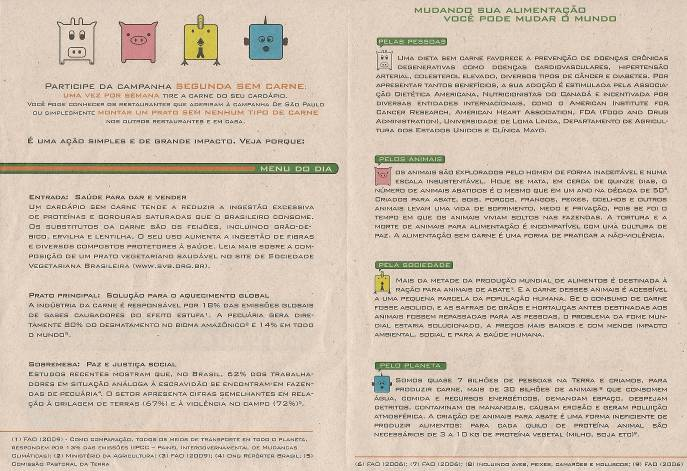 PARTICIPE DA CAMPANHA SEGUNDA SEM CARNE:
UMA VEZ POR SEMANA TIRE A CARNE DO SEU CARDÁPIO.
VOCÊ PODE CONHECER OS RESTAURANTES QUE ADERIRAM À CAMPANHA DE SÃO PAULO
OU SIMPLESMENTE MONTAR UM PRATO SEM NENHUM TIPO DE CARNE
NOS OUTROS RESTAURANTES E EM CASA.
É UMA AÇÃO SIMPLES E DE GRANDE IMPACTO. VEJA PORQUE:
MENU DO DIA
ENTRADA: SAÚDE PARA DAR E VENDER
UM CARDÁPIO SEM CARNE TENDE A REDUZIR A INGESTÃO EXCESSIVA
DE PROTEÍNAS E GORDURAS SATURADAS QUE O BRASILEIRO CONSOME.
OS SUBSTITUTOS DA CARNE SÃO OS FEIJÕES, INCLUINDO GRÃO-DE-
BICO, ERVILHA E LENTILHA. O SEU USO AUMENTA A INGESTÃO DE FIBRAS
E DIVERSOS COMPOSTOS PROTETORES À SAÚDE. LEIA MAIS SOBRE A COM-
POSIÇÃO DE UM PRATO VEGETARIANO SAUDÁVEL NO SITE DE SOCIEDADE
VEGETARIANA BRASILEIRA (WWW.SVB.ORG.BR).
PRATO PRINCIPAL: SOLUÇÃO PARA O AQUECIMENTO GLOBAL
A INDÚSTRIA DA CARNE É RESPONSÁVEL POR 18% DAS EMISSÕES GLOBAIS
DE GASES CAUSADORES DO EFEITO ESTUFA¹. A PECUÁRIA GERA DIRE-
TAMENTE 80% DO DESMATAMENTO NO BIOMA AMAZÔNICO² E 14% EM TODO
O MUNDO³.
SOBREMESA: PAZ E JUSTIÇA SOCIAL
ESTUDOS RECENTES MOSTRAM QUE, NO BRASIL, 62% DOS TRABALHA-
DORES EM SITUAÇÃO ANÁLOGA À ESCRAVIDÃO SE ENCONTRAM EM FAZEN-
DAS DE PECUÁRIA⁴. O SETOR APRESENTA CIFRAS SEMELHANTES EM RELA-
ÇÃO À GRILAGEM DE TERRAS (67%) E À VIOLÊNCIA NO CAMPO (72%)⁵.
(1) FAO (2009) - COMO COMPARAÇÃO, TODOS OS MEIOS DE TRANSPORTE EM TODO O PLANETA,
RESPONDEM POR 13% DAS EMISSÕES (IPCC – PAINEL INTERGOVERNAMENTAL DE MUDANÇAS
CLIMÁTICAS); (2) MINISTÉRIO DA AGRICULTURA; (3) FAO (2009); (4) ONG REPÓRTER BRASIL; (5)
COMISSÃO PASTORAL DA TERRA
MUDANDO SUA ALIMENTAÇÃO
VOCÊ PODE MUDAR O MUNDO
PELAS PESSOAS
UMA DIETA SEM CARNE FAVORECE A PREVENÇÃO DE DOENÇAS CRÔNICAS
DEGENERATIVAS COMO DOENÇAS CARDIOVASCULARES, HIPERTENSÃO
ARTERIAL, COLESTEROL ELEVADO, DIVERSOS TIPOS DE CÂNCER E DIABETES. POR
APRESENTAR TANTOS BENEFÍCIOS, A SUA ADOÇÃO É ESTIMULADA PELA ASSOCIA-
ÇÃO DIETÉTICA AMERICANA, NUTRICIONISTAS DO CANADÁ E INCENTIVADA POR
DIVERSAS ENTIDADES INTERNACIONAIS, COMO O AMERICAN INSTITUTE FOR
CANCER RESEARCH, AMERICAN HEART ASSOCIATION, FDA (FOOD AND DRUG
ADMINISTRATION), UNIVERSIDADE DE LOMA LINDA, DEPARTAMENTO DE AGRICUL-
TURA DOS ESTADOS UNIDOS E CLÍNICA MAYO.
PELOS ANIMAIS
OS ANIMAIS SÃO EXPLORADOS PELO HOMEM DE FORMA INACEITÁVEL E NUMA
ESCALA INSUSTENTÁVEL. HOJE SE MATA, EM CERCA DE QUINZE DIAS, O
NÚMERO DE ANIMAIS ABATIDOS É O MESMO QUE EM UM ANO NA DÉCADA DE 50⁶.
CRIADOS PARA ABATE, BOIS, PORCOS, FRANGOS, PEIXES, COELHOS E OUTROS
ANIMAIS LEVAM UMA VIDA DE SOFRIMENTO, MEDO E PRIVAÇÃO, POIS SE FOI O
TEMPO EM QUE OS ANIMAIS VIVIAM SOLTOS NAS FAZENDAS. A TORTURA E A
MORTE DE ANIMAIS PARA ALIMENTAÇÃO É INCOMPATÍVEL COM UMA CULTURA DE
PAZ. A ALIMENTAÇÃO SEM CARNE É UMA FORMA DE PRATICAR A NÃO-VIOLÊNCIA.
PELA SOCIEDADE
MAIS DA METADE DA PRODUÇÃO MUNDIAL DE ALIMENTOS É DESTINADA À
RAÇÃO PARA ANIMAIS DE ABATE⁷. E A CARNE DESSES ANIMAIS É ACESSÍVEL
A UMA PEQUENA PARCELA DA POPULAÇÃO HUMANA. SE O CONSUMO DE CARNE
FOSSE ABOLIDO, E AS SAFRAS DE GRÃOS E HORTALIÇAS ANTES DESTINADAS AOS
ANIMAIS FOSSEM REPASSADAS PARA AS PESSOAS, O PROBLEMA DA FOME MUN-
DIAL ESTARIA SOLUCIONADO, A PREÇOS MAIS BAIXOS E COM MENOS IMPACTO
AMBIENTAL, SOCIAL E PARA A SAÚDE HUMANA.
PELO PLANETA
SOMOS QUASE 7 BILHÕES DE PESSOAS NA TERRA E CRIAMOS, PARA
PRODUZIR CARNE, MAIS DE 30 BILHÕES DE ANIMAIS⁸ QUE CONSOMEM
ÁGUA, COMIDA E RECURSOS ENERGÉTICOS, DEMANDAM ESPAÇO, DESPEJAM
DETRITOS, CONTAMINAM OS MANANCIAIS, CAUSAM EROSÃO E GERAM POLUIÇÃO
ATMOSFÉRICA. A CRIAÇÃO DE ANIMAIS PARA ABATE É UMA FORMA INEFICIENTE DE
PRODUZIR ALIMENTOS: PARA CADA QUILO DE PROTEÍNA ANIMAL SÃO
NECESSÁRIOS DE 3 A 10 KG DE PROTEÍNA VEGETAL (MILHO, SOJA ETC)⁹.
(6) FAO (2006); (7) FAO (2006); (8) INCLUINDO AVES, PEIXES, CAMARÕES E MOLUSCOS; (9) FAO (2006).